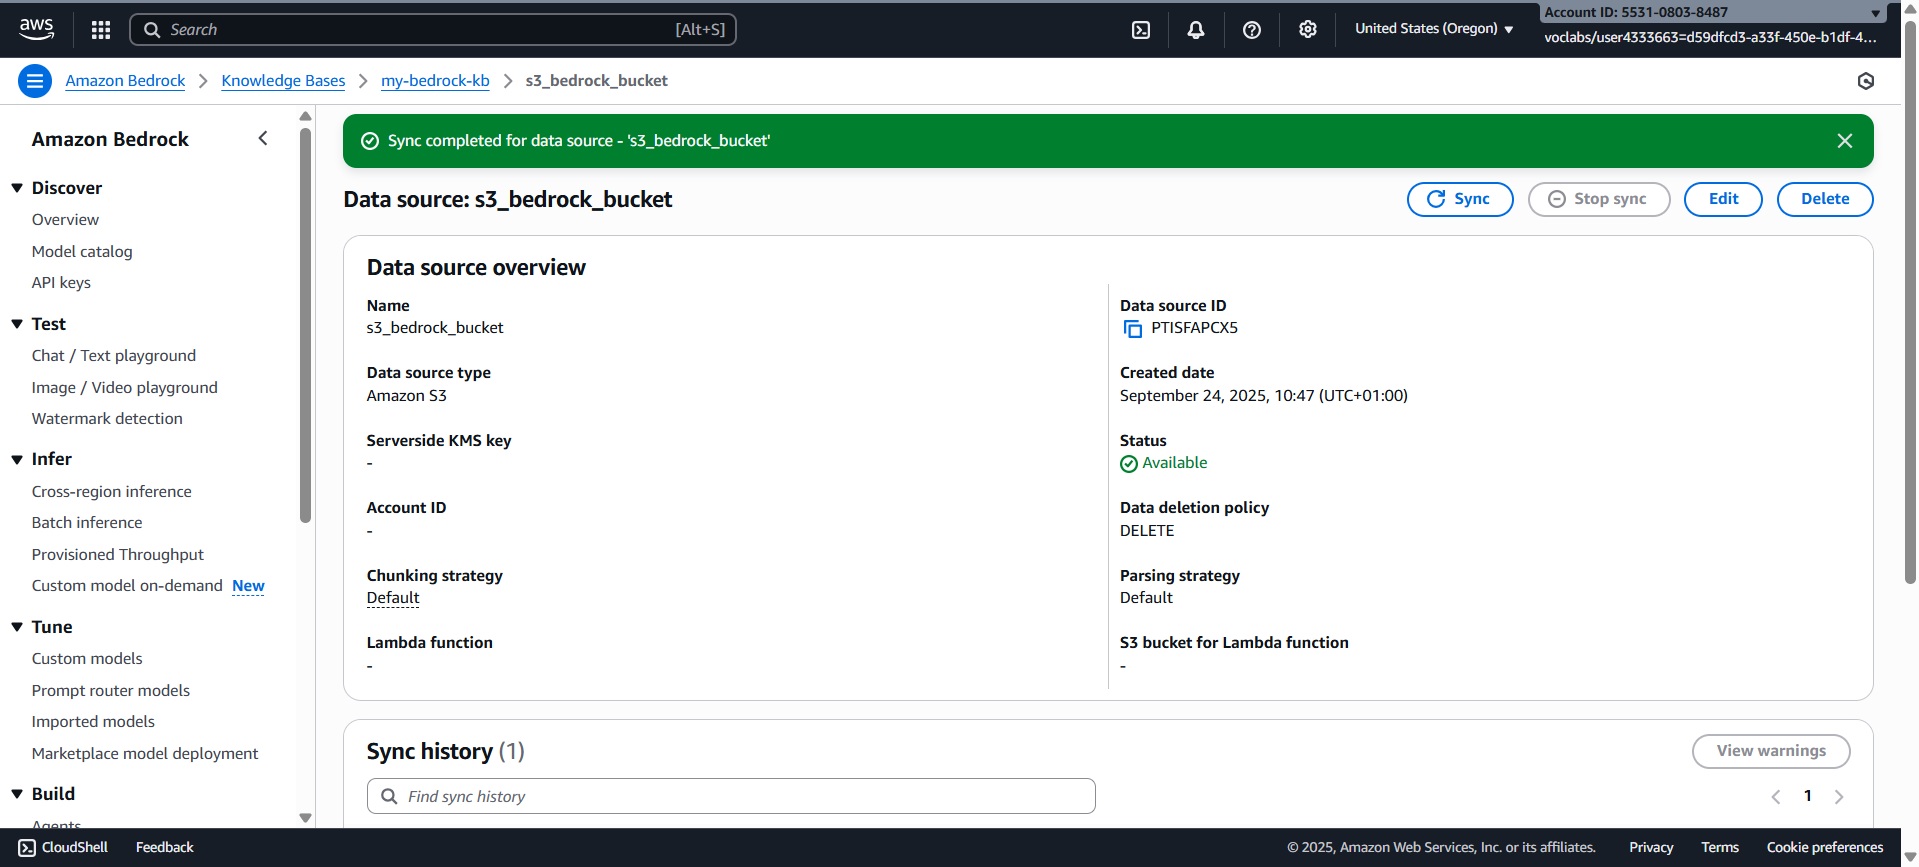 aws
Search
[Alt+S]
United States (Oregon)
Account ID: 5531-0803-8487
voclabs/user4333663=d59dfcd3-a33f-450e-b1df-4...
Amazon Bedrock
Knowledge Bases
my-bedrock-kb
s3_bedrock_bucket
Amazon Bedrock
Discover
Overview
Model catalog
API keys
Test
Chat / Text playground
Image / Video playground
Watermark detection
Infer
Cross-region inference
Batch inference
Provisioned Throughput
Custom model on-demand New
Tune
Custom models
Prompt router models
Imported models
Marketplace model deployment
Build
Agents
Sync completed for data source - 's3_bedrock_bucket'
Data source: s3_bedrock_bucket
Sync
Stop sync
Edit
Delete
Data source overview
Name
s3_bedrock_bucket
Data source type
Amazon S3
Serverside KMS key
-
Account ID
-
Chunking strategy
Default
Lambda function
-
Data source ID
PTISFAPCX5
Created date
September 24, 2025, 10:47 (UTC+01:00)
Status
Available
Data deletion policy
DELETE
Parsing strategy
Default
S3 bucket for Lambda function
-
Sync history (1)
View warnings
Find sync history
1
CloudShell
Feedback
© 2025, Amazon Web Services, Inc. or its affiliates.
Privacy
Terms
Cookie preferences